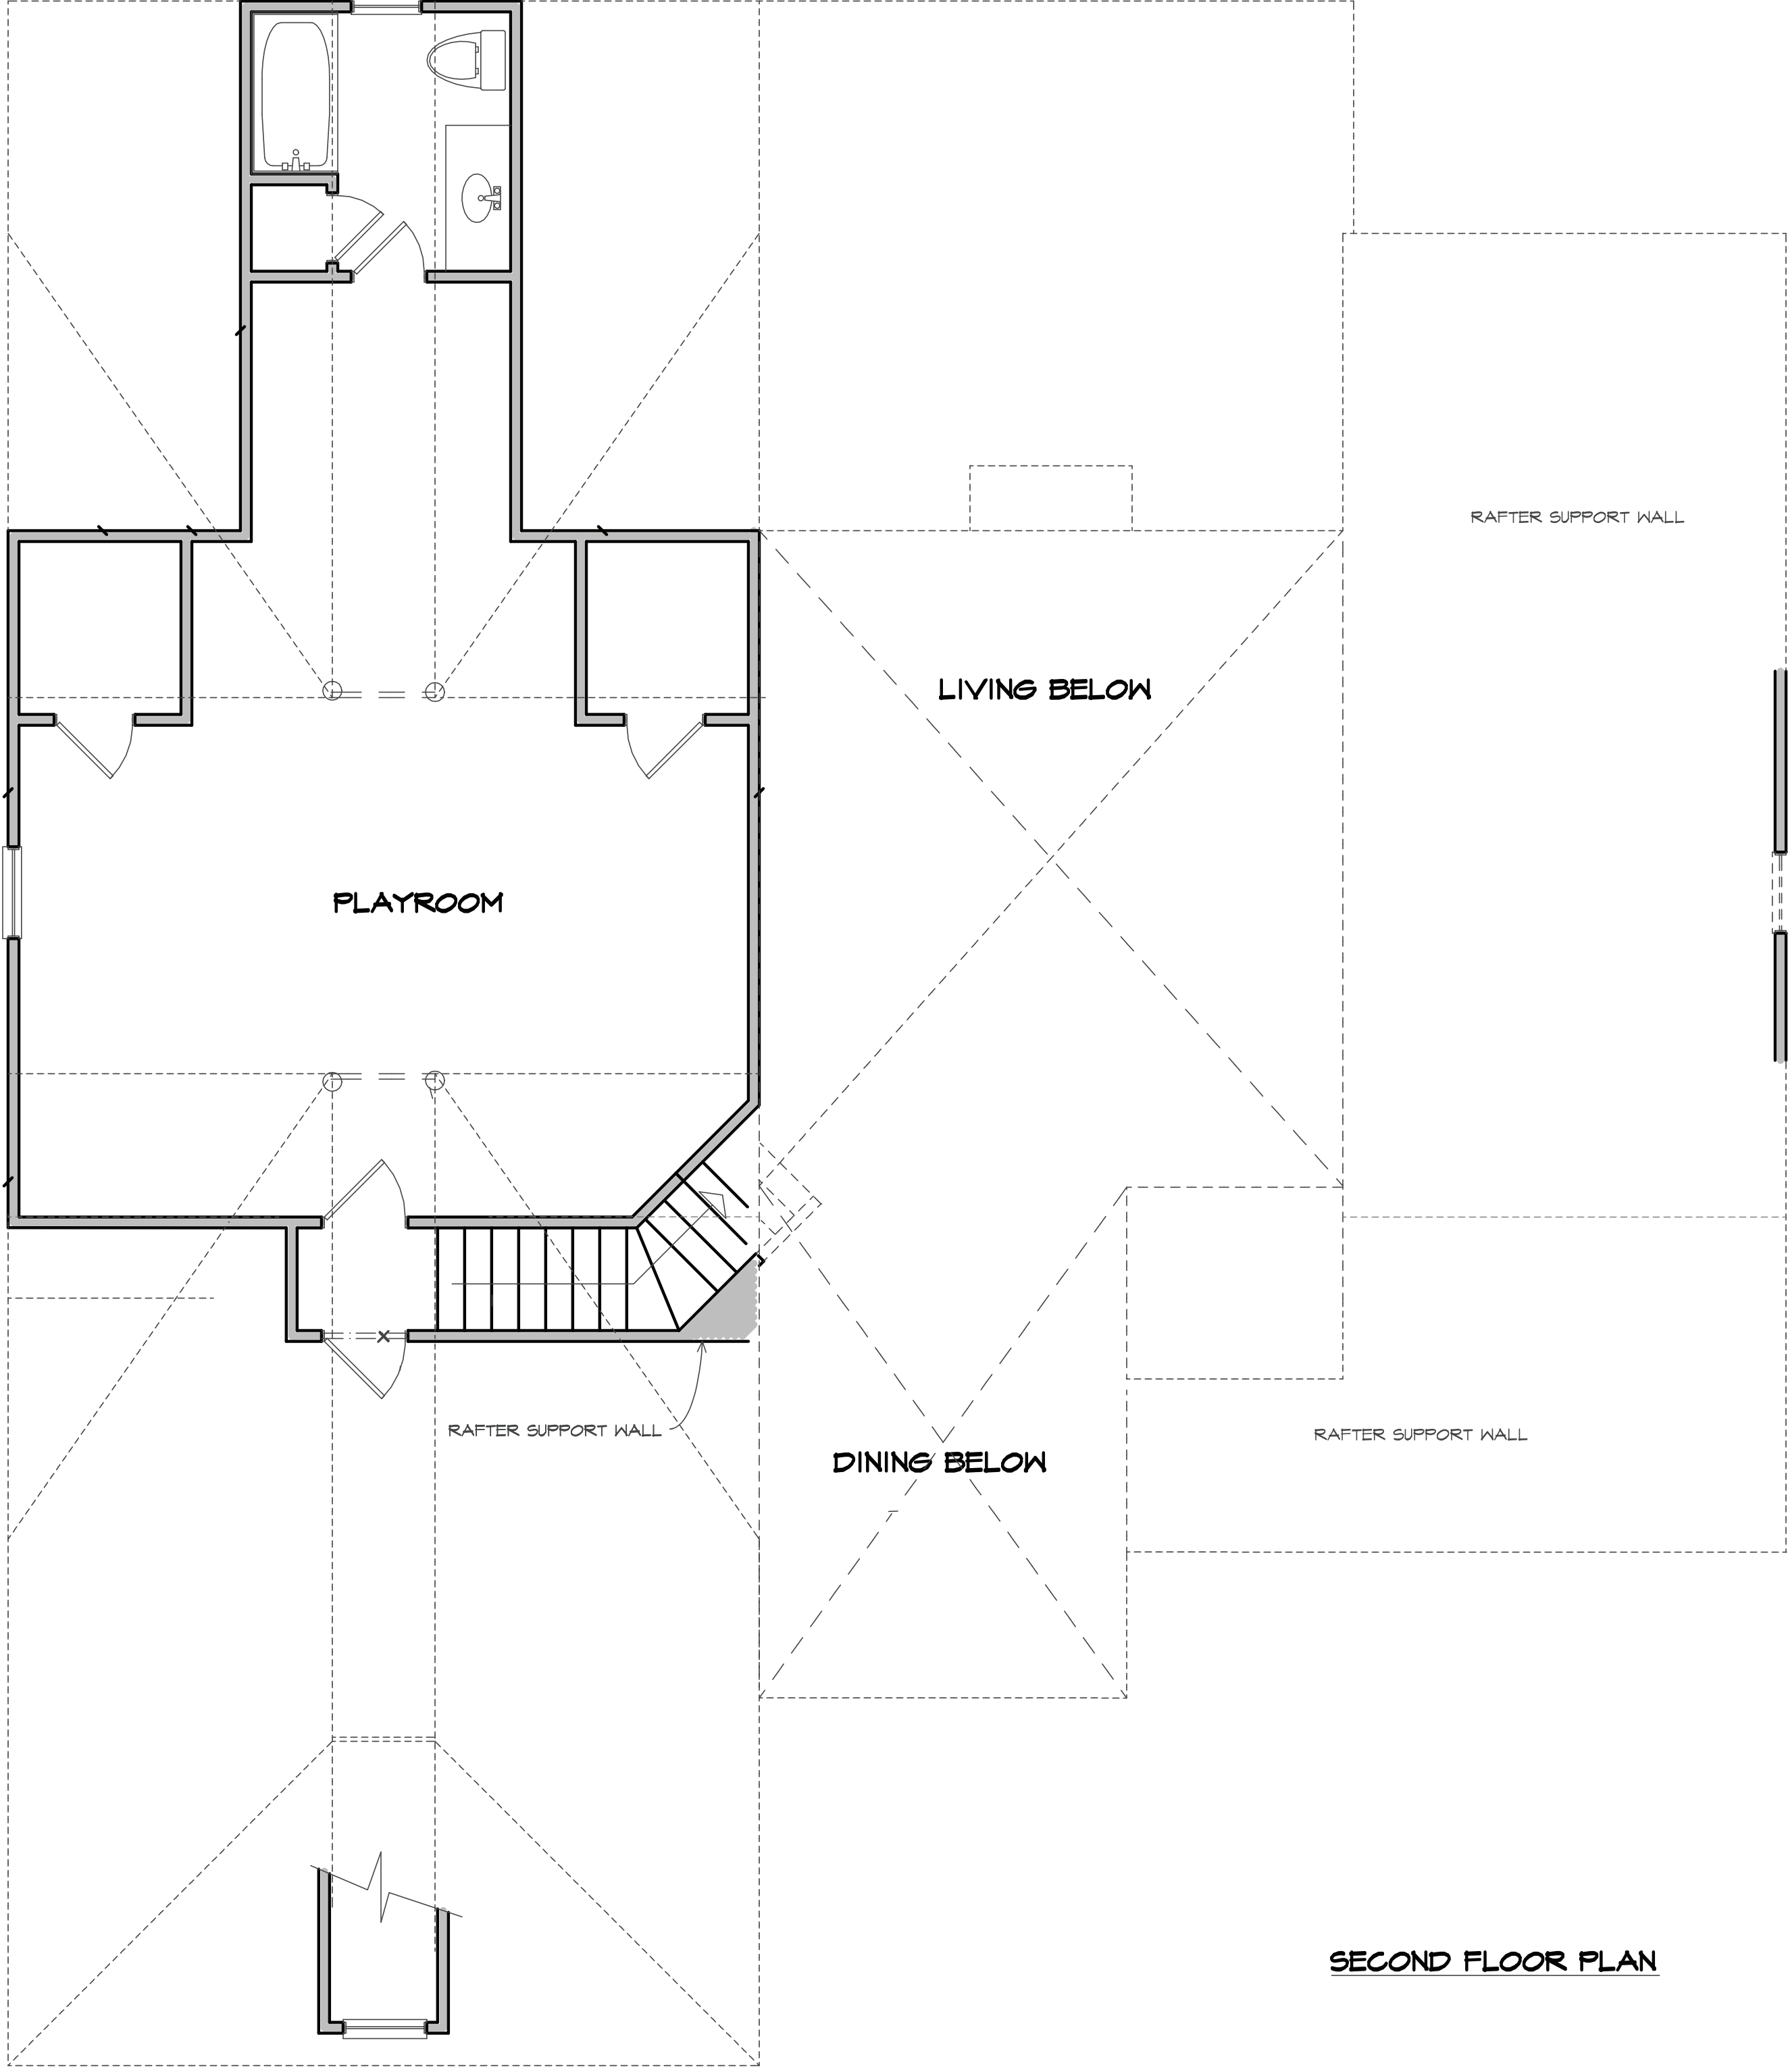 RAFTER SUPPORT WALL
LIVING BELOW
PLAYROOM
RAFTER SUPPORT WALL
RAFTER SUPPORT WALL
DINING BELOW
SECOND FLOOR PLAN